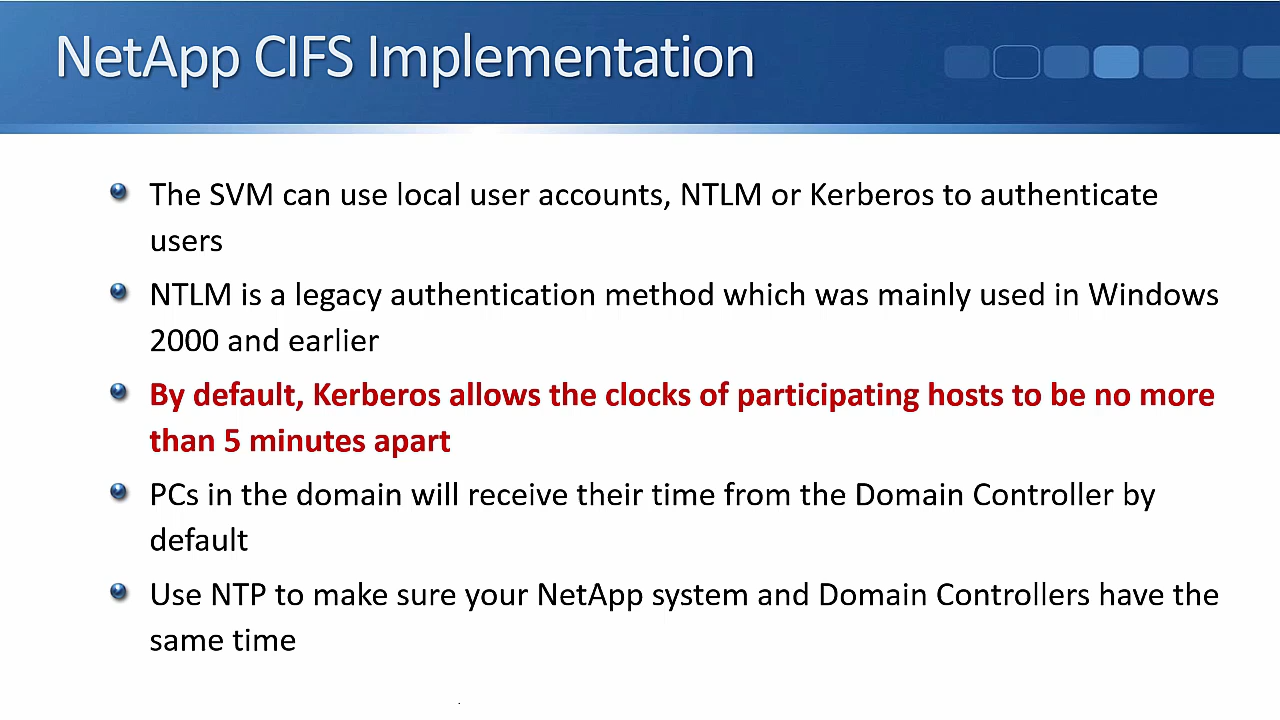 NetApp CIFS Implementation
The SVM can use local user accounts, NTLM or Kerberos to authenticate
users
NTLM is a legacy authentication method which was mainly used in Windows
2000 and earlier
By default, Kerberos allows the clocks of participating hosts to be no more
than 5 minutes apart
PCs in the domain will receive their time from the Domain Controller by
default
Use NTP to make sure your NetApp system and Domain Controllers have the
same time